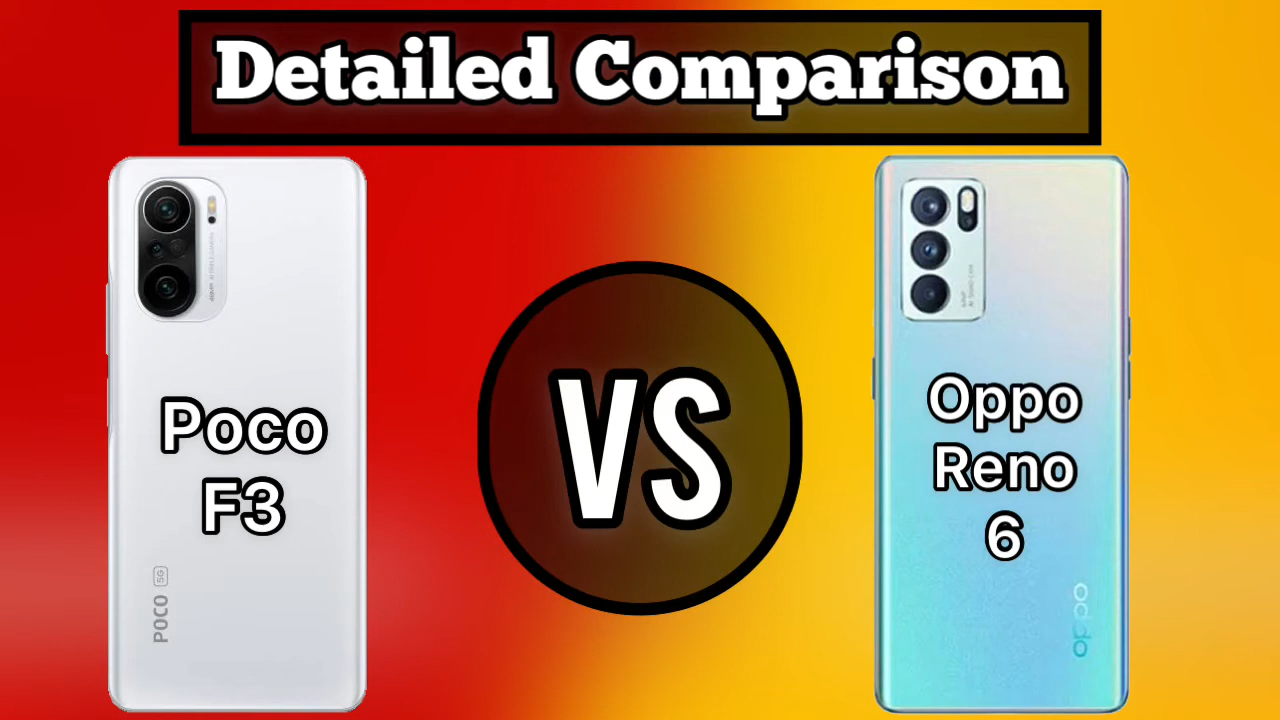 Detailed Comparison
Poco
F3
POCO 5G
VS
Oppo
Reno
6
oppo